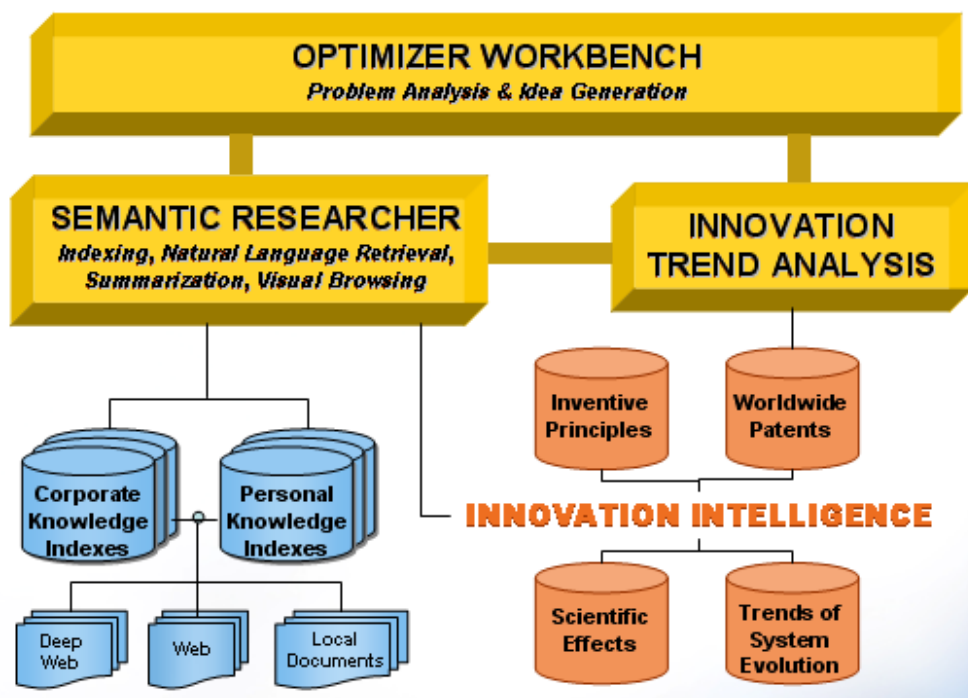 OPTIMIZER WORKBENCH
Problem Analysis & Idea Generation
SEMANTIC RESEARCHER
Indexing, Natural Language Retrieval,
Summarization, Visual Browsing
INNOVATION
TREND ANALYSIS
Inventive
Principles
Worldwide
Patents
Corporate
Knowledge
Indexes
Personal
Knowledge
Indexes
INNOVATION INTELLIGENCE
Deep
Web
Web
Local
Documents
Scientific
Effects
Trends of
System
Evolution